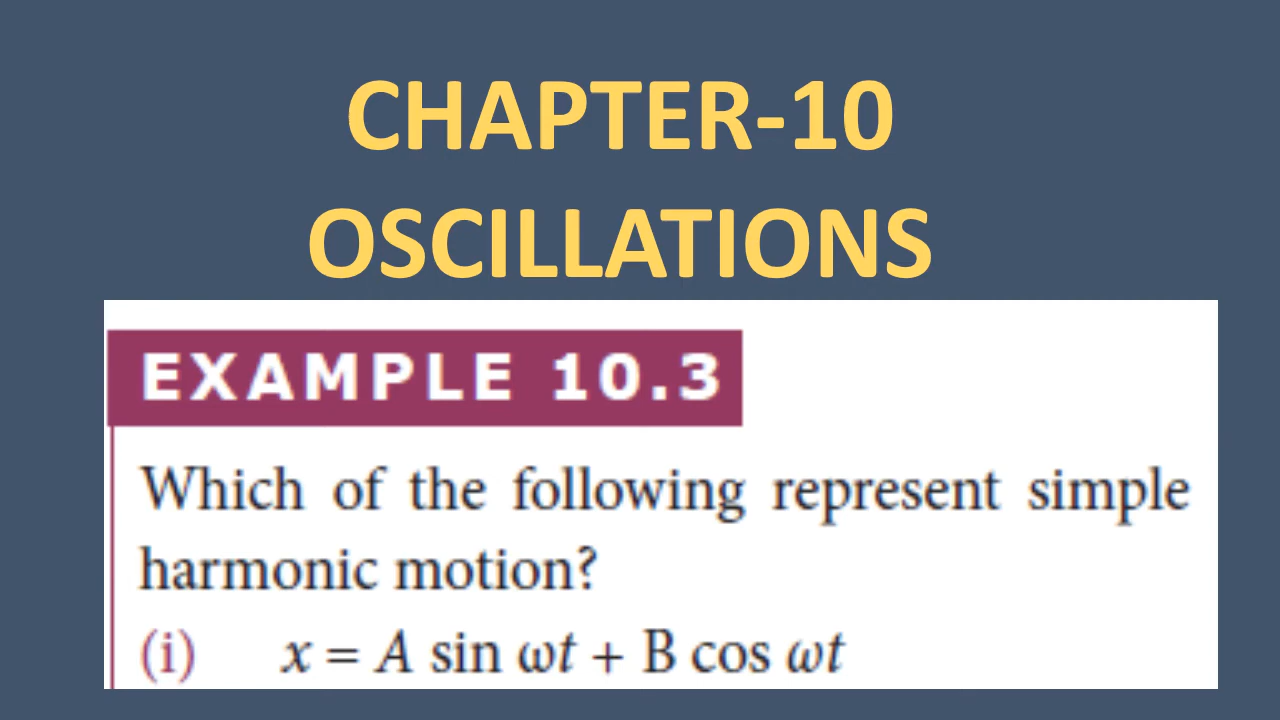 CHAPTER-10
OSCILLATIONS
EXAMPLE 10.3
Which of the following represent simple
harmonic motion?
(i) x = A sin ωt + B cos ωt